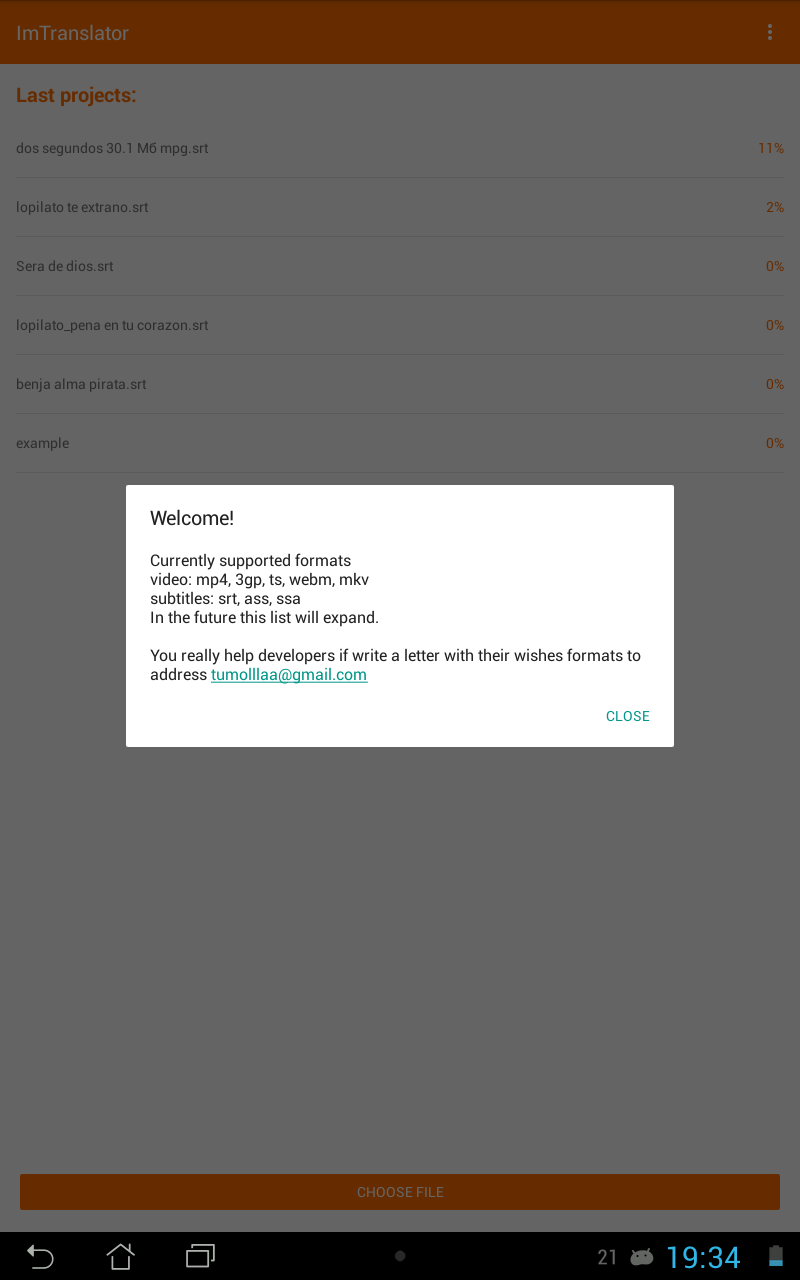 ImTranslator
Last projects:
dos segundos 30.1 Мб mpg.srt 11%
lopilato te extrano.srt 2%
Sera de dios.srt 0%
lopilato_pena en tu corazon.srt 0%
benja alma pirata.srt 0%
example 0%
Welcome!
Currently supported formats
video: mp4, 3gp, ts, webm, mkv
subtitles: srt, ass, ssa
In the future this list will expand.
You really help developers if write a letter with their wishes formats to
address tumolllaa@gmail.com
CLOSE
CHOOSE FILE
21 19:34